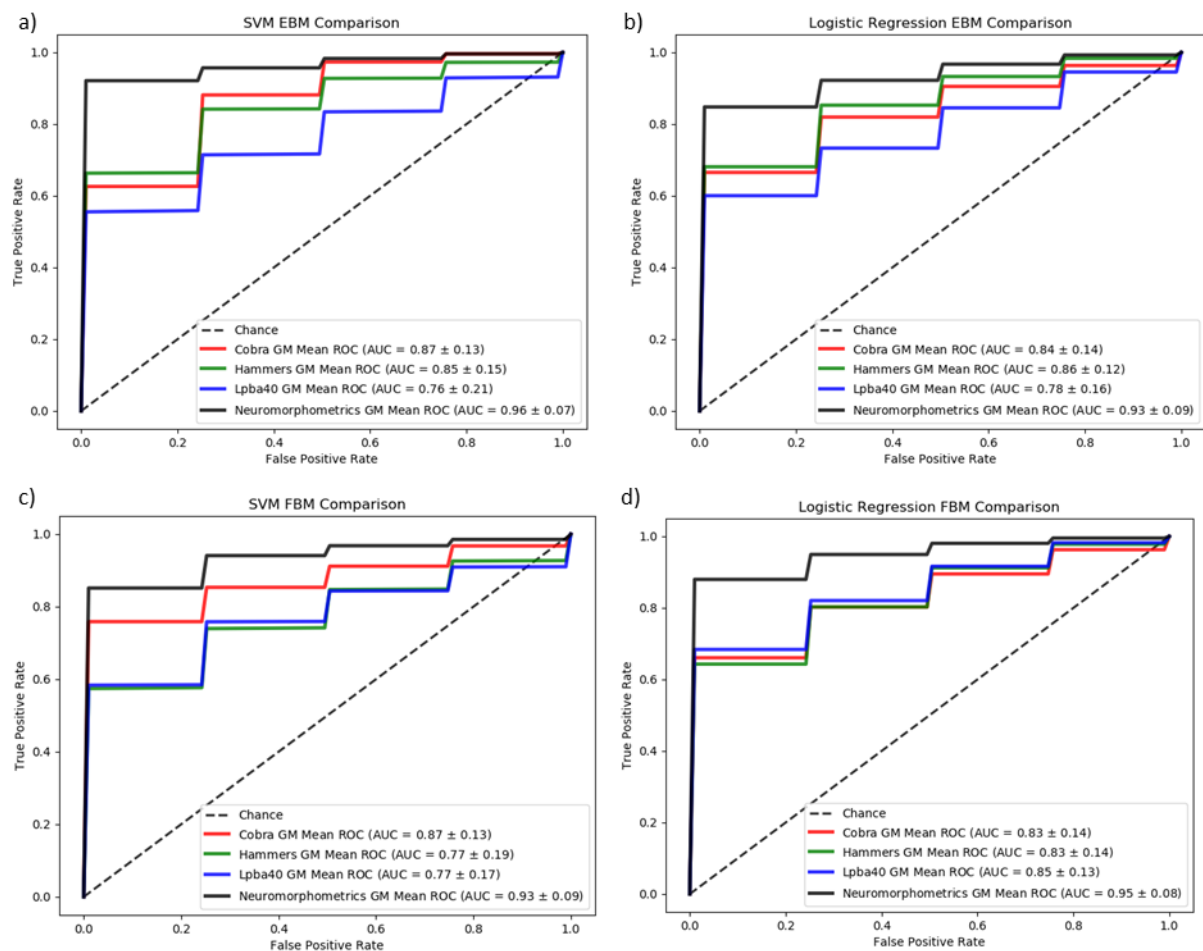 a)
SVM EBM Comparison
True Positive Rate
1.0
0.8
0.6
0.4
0.2
0.0
Chance
Cobra GM Mean ROC (AUC = 0.87 ± 0.13)
Hammers GM Mean ROC (AUC = 0.85 ± 0.15)
Lpba40 GM Mean ROC (AUC = 0.76 ± 0.21)
Neuromorphometrics GM Mean ROC (AUC = 0.96 ± 0.07)
0.0 0.2 0.4 0.6 0.8 1.0
False Positive Rate
b)
Logistic Regression EBM Comparison
True Positive Rate
1.0
0.8
0.6
0.4
0.2
0.0
Chance
Cobra GM Mean ROC (AUC = 0.84 ± 0.14)
Hammers GM Mean ROC (AUC = 0.86 ± 0.12)
Lpba40 GM Mean ROC (AUC = 0.78 ± 0.16)
Neuromorphometrics GM Mean ROC (AUC = 0.93 ± 0.09)
0.0 0.2 0.4 0.6 0.8 1.0
False Positive Rate
c)
SVM FBM Comparison
True Positive Rate
1.0
0.8
0.6
0.4
0.2
0.0
Chance
Cobra GM Mean ROC (AUC = 0.87 ± 0.13)
Hammers GM Mean ROC (AUC = 0.77 ± 0.19)
Lpba40 GM Mean ROC (AUC = 0.77 ± 0.17)
Neuromorphometrics GM Mean ROC (AUC = 0.93 ± 0.09)
0.0 0.2 0.4 0.6 0.8 1.0
False Positive Rate
d)
Logistic Regression FBM Comparison
True Positive Rate
1.0
0.8
0.6
0.4
0.2
0.0
Chance
Cobra GM Mean ROC (AUC = 0.83 ± 0.14)
Hammers GM Mean ROC (AUC = 0.83 ± 0.14)
Lpba40 GM Mean ROC (AUC = 0.85 ± 0.13)
Neuromorphometrics GM Mean ROC (AUC = 0.95 ± 0.08)
0.0 0.2 0.4 0.6 0.8 1.0
False Positive Rate